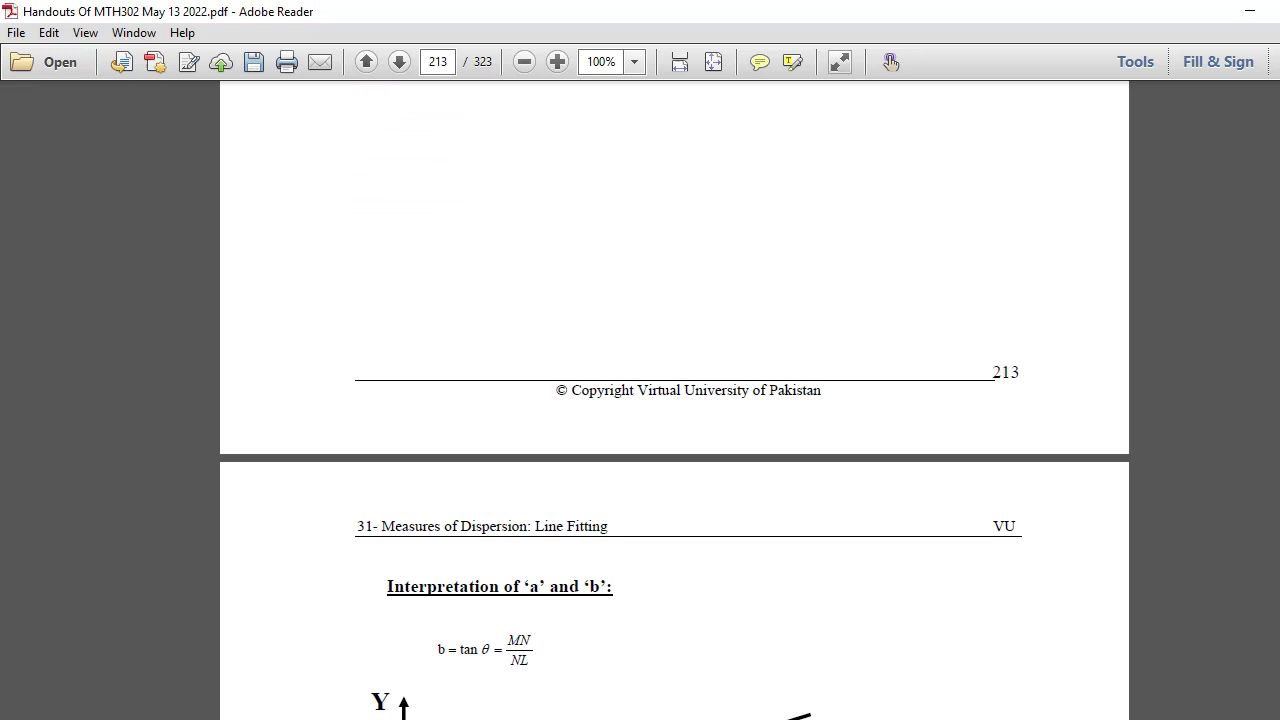 Handouts Of MTH302 May 13 2022.pdf - Adobe Reader
File Edit View Window Help
Open 213 / 323 100% Tools Fill & Sign
213
© Copyright Virtual University of Pakistan
31- Measures of Dispersion: Line Fitting VU
Interpretation of ‘a’ and ‘b’:
b = tan θ = MN/NL
Y